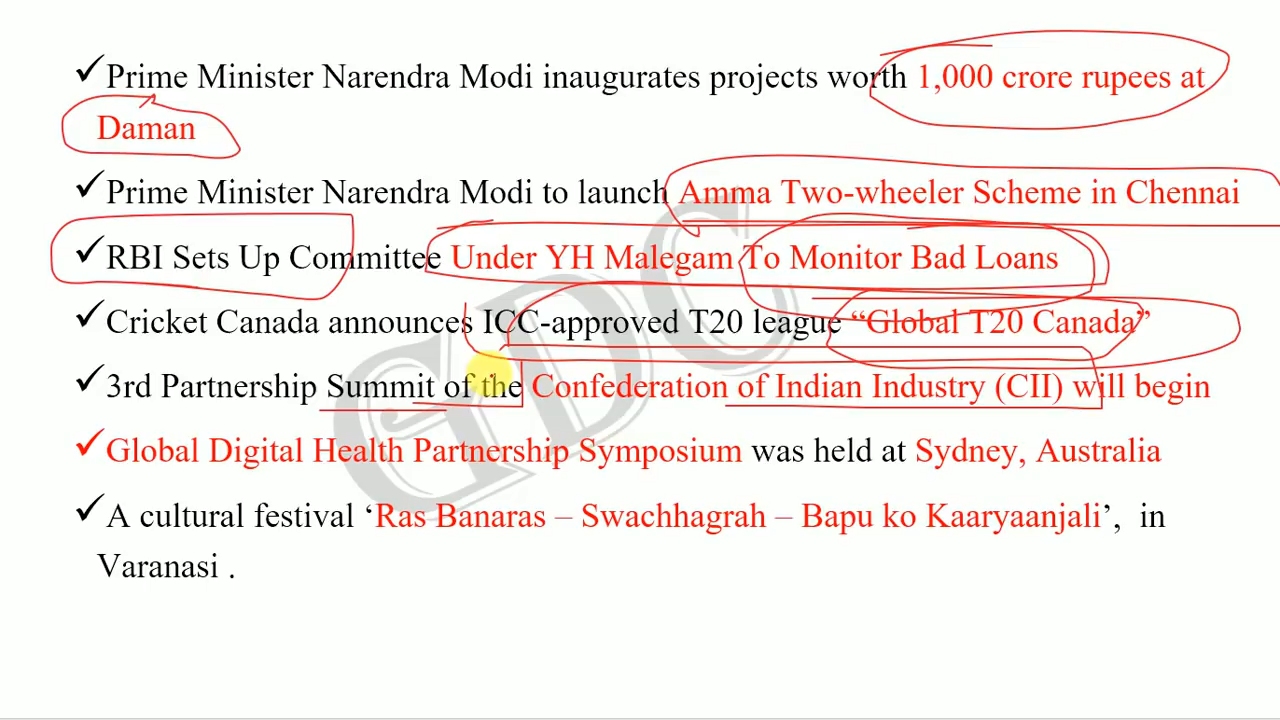 ✓Prime Minister Narendra Modi inaugurates projects worth 1,000 crore rupees at
Daman
✓Prime Minister Narendra Modi to launch Amma Two-wheeler Scheme in Chennai
✓RBI Sets Up Committee Under YH Malegam To Monitor Bad Loans
✓Cricket Canada announces ICC-approved T20 league “Global T20 Canada”
✓3rd Partnership Summit of the Confederation of Indian Industry (CII) will begin
✓Global Digital Health Partnership Symposium was held at Sydney, Australia
✓A cultural festival ‘Ras Banaras – Swachhagrah – Bapu ko Kaaryaanjali’, in
Varanasi .
GDC